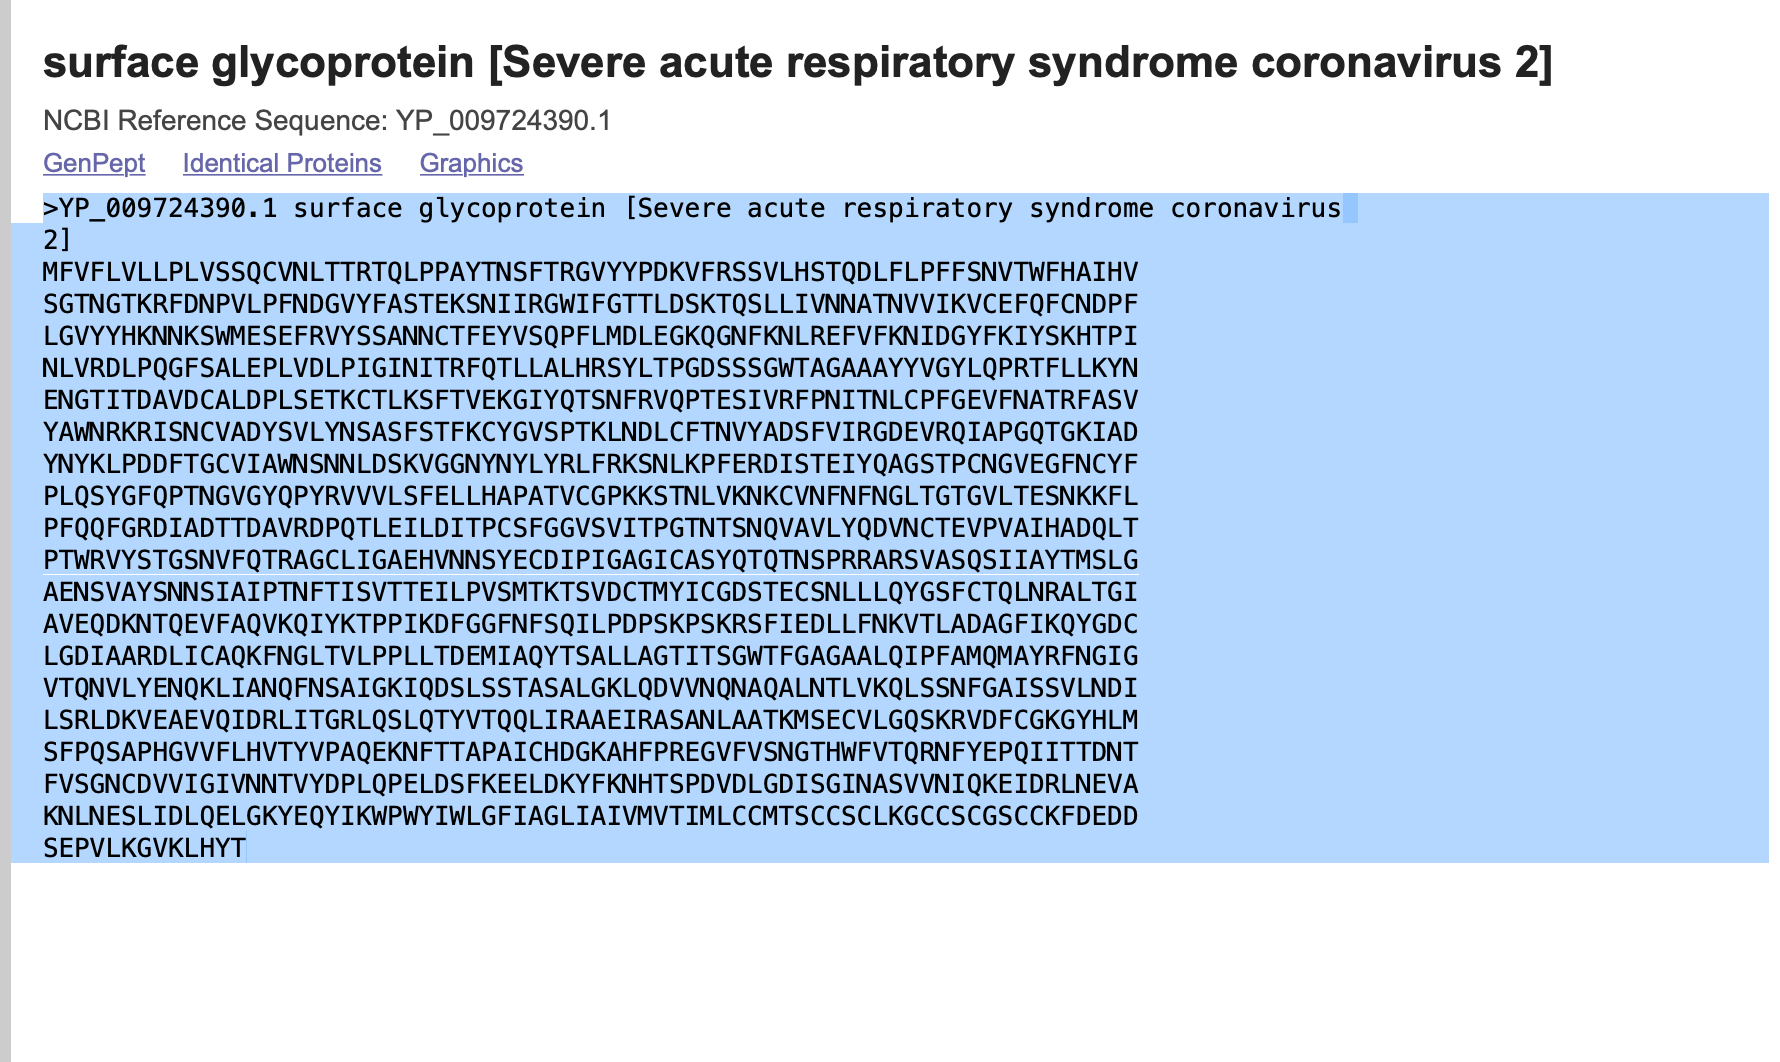 surface glycoprotein [Severe acute respiratory syndrome coronavirus 2]
NCBI Reference Sequence: YP_009724390.1
GenPept Identical Proteins Graphics
>YP_009724390.1 surface glycoprotein [Severe acute respiratory syndrome coronavirus
2]
MFVFLVLLPLVSSQCVNLTTRTQLPPAYTNSFTRGVYYPDKVFRSSVLHSTQDLFLPFFSNVTWFHAIHV
SGTNGTKRFDNPVLPFNDGVYFASTEKSNIIRGWIFGTTLDSKTQSLLIVNNATNVVIKVCEFQFCNDPF
LGVYYHKNNKSWMESEFRVYSSANNCTFEYVSQPFLMDLEGKQGNFKNLREFVFKNIDGYFKIYSKHTPI
NLVRDLPQGFSALEPLVDLPIGINITRFQTLLALHRSYLTPGDSSSGWTAGAAAYYVGYLQPRTFLLKYN
ENGTITDAVDCALDPLSETKCTLKSFTVEKGIYQTSNFRVQPTESIVRFPNITNLCPFGEVFNATRFASV
YAWNRKRISNCVADYSVLYNSASFSTFKCYGVSPTKLNDLCFTNVYADSFVIRGDEVRQIAPGQTGKIAD
YNYKLPDDFTGCVIAWNSNNLDSKVGGNYNYLYRLFRKSNLKPFERDISTEIYQAGSTPCNGVEGFNCYF
PLQSYGFQPTNGVGYQPYRVVVLSFELLHAPATVCGPKKSTNLVKNKCVNFNFNGLTGTGVLTESNKKFL
PFQQFGRDIADTTDAVRDPQTLEILDITPCSFGGVSVITPGTNTSNQVAVLYQDVNCTEVPVAIHADQLT
PTWRVYSTGSNVFQTRAGCLIGAEHVNNSYECDIPIGAGICASYQTQTNSPRRARSVASQSIIAYTMSLG
AENSVAYSNNSIAIPTNFTISVTTEILPVSMTKTSVDCTMYICGDSTECSNLLLQYGSFCTQLNRALTGI
AVEQDKNTQEVFAQVKQIYKTPPIKDFGGFNFSQILPDPSKPSKRSFIEDLLFNKVTLADAGFIKQYGDC
LGDIAARDLICAQKFNGLTVLPPLLTDEMIAQYTSALLAGTITSGWTFGAGAALQIPFAMQMAYRFNGIG
VTQNVLYENQKLIANQFNSAIGKIQDSLSSTASALGKLQDVVNQNAQALNTLVKQLSSNFGAISSVLNDI
LSRLDKVEAEVQIDRLITGRLQSLQTYVTQQLIRAAEIRASANLAATKMSECVLGQSKRVDFCGKGYHLM
SFPQSAPHGVVFLHVTYVPAQEKNFTTAPAICHDGKAHFPREGVFVSNGTHWFVTQRNFYEPQIITTDNT
FVSGNCDVVIGIVNNTVYDPLQPELDSFKEELDKYFKNHTSPDVDLGDISGINASVVNIQKEIDRLNEVA
KNLNESLIDLQELGKYEQYIKWPWYIWLGFIAGLIAIVMVTIMLCCMTSCCSCLKGCCSCGSCCKFDEDD
SEPVLKGVKLHYT